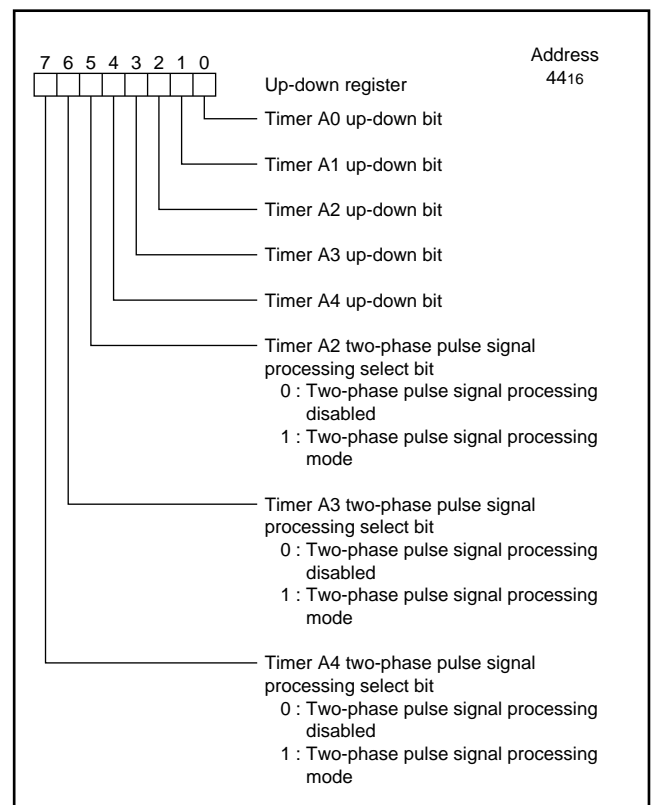 Address
44₁₆
7 6 5 4 3 2 1 0
Up-down register
Timer A0 up-down bit
Timer A1 up-down bit
Timer A2 up-down bit
Timer A3 up-down bit
Timer A4 up-down bit
Timer A2 two-phase pulse signal
processing select bit
0 : Two-phase pulse signal processing
disabled
1 : Two-phase pulse signal processing
mode
Timer A3 two-phase pulse signal
processing select bit
0 : Two-phase pulse signal processing
disabled
1 : Two-phase pulse signal processing
mode
Timer A4 two-phase pulse signal
processing select bit
0 : Two-phase pulse signal processing
disabled
1 : Two-phase pulse signal processing
mode